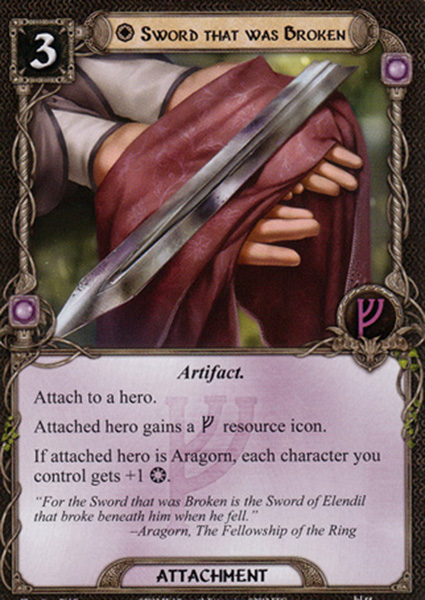 3
Sword that was Broken
Artifact.
Attach to a hero.
Attached hero gains a resource icon.
If attached hero is Aragorn, each character you
control gets +1
“For the Sword that was Broken is the Sword of Elendil
that broke beneath him when he fell.”
–Aragorn, The Fellowship of the Ring
ATTACHMENT